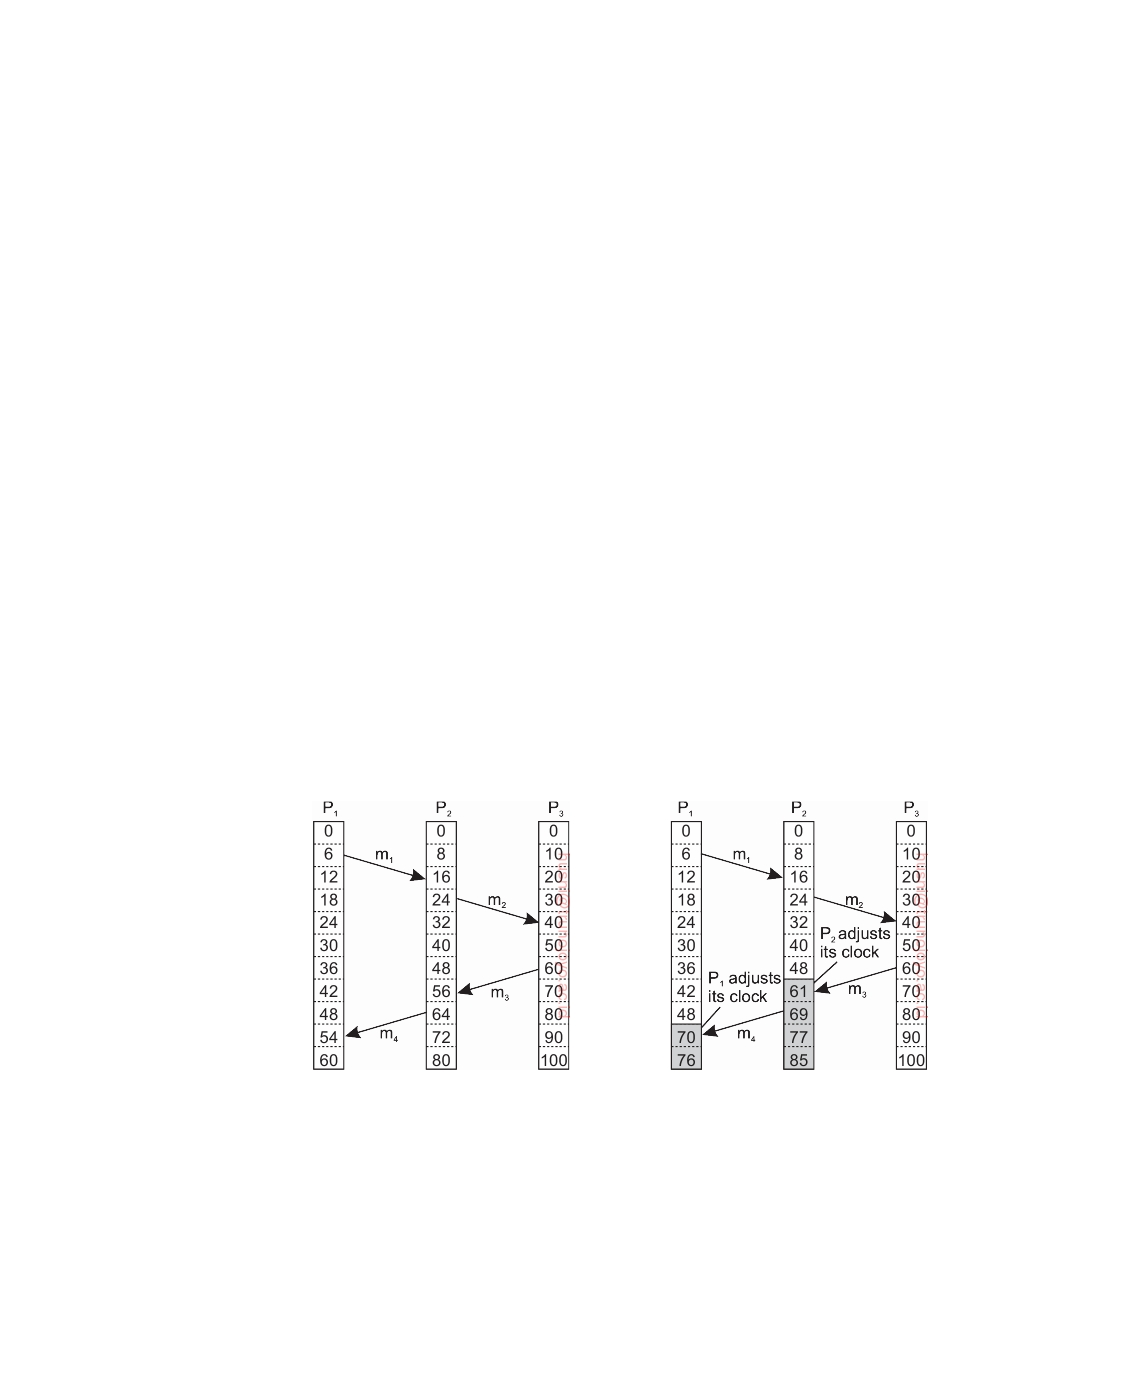 P1 P2 P3 P1 P2 P3
0 0 0 0 0 0
6 m1 8 10 6 m1 8 10
12 16 20 12 16 20
18 24 m2 30 18 24 m2 30
24 32 40 24 32 40
P2 adjusts
30 40 50 30 40 its clock 50
36 48 60 36 48 60
P1 adjusts
42 56 m3 70 42 its clock 61 m3 70
48 64 80 48 69 80
54 m4 72 90 70 m4 77 90
60 80 100 76 85 100